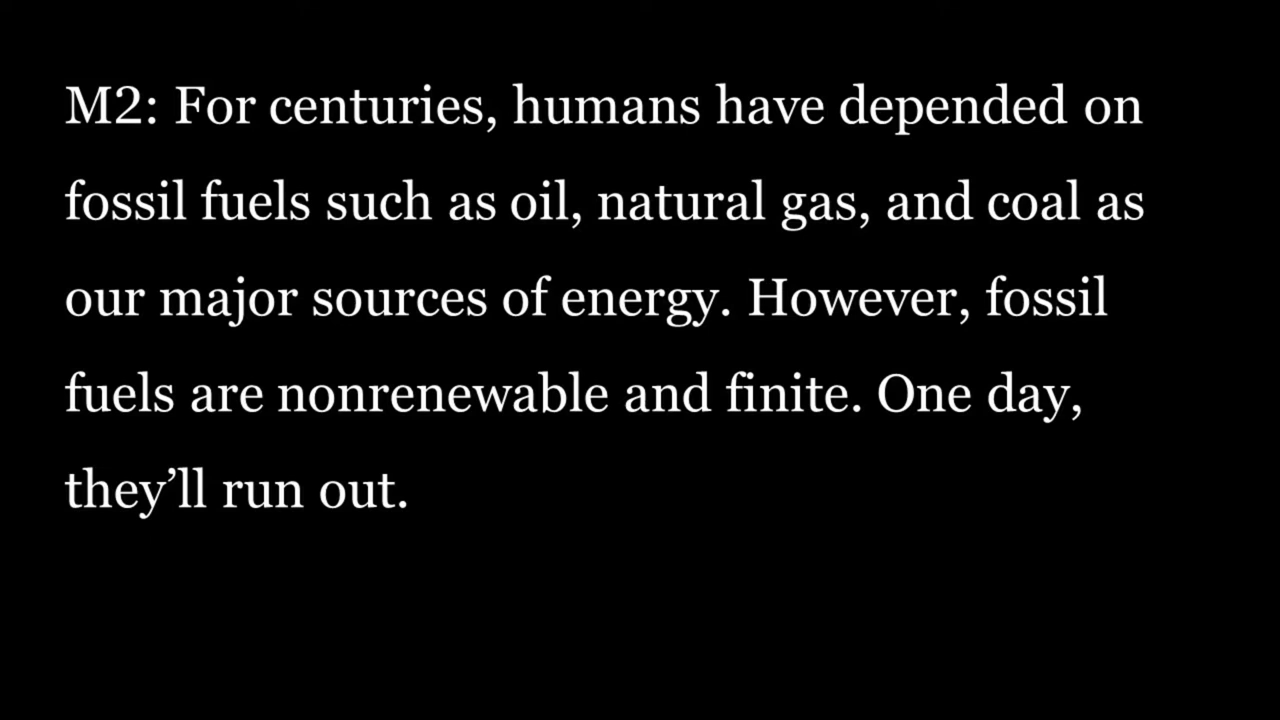 M2: For centuries, humans have depended on
fossil fuels such as oil, natural gas, and coal as
our major sources of energy. However, fossil
fuels are nonrenewable and finite. One day,
they’ll run out.